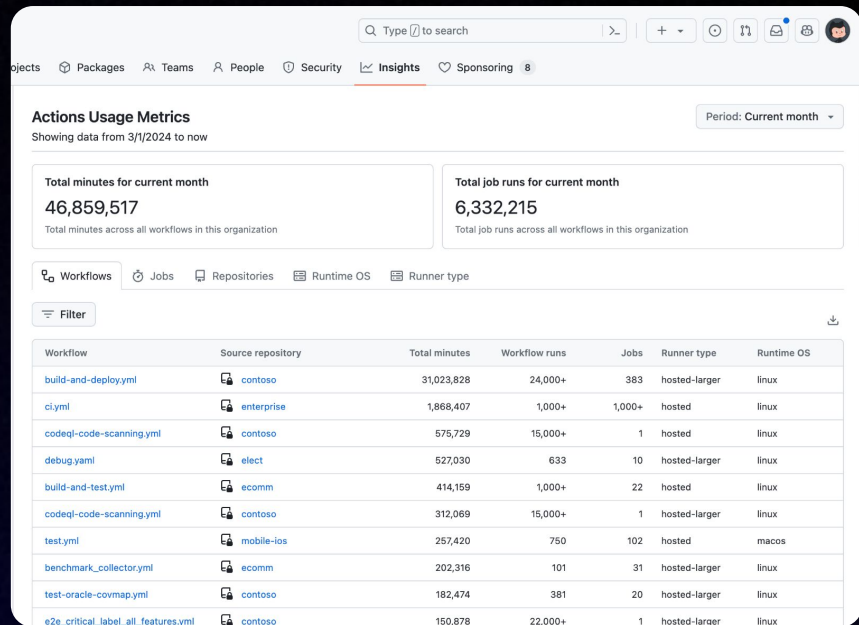 Type / to search
ojects Packages Teams People Security Insights Sponsoring 8
Actions Usage Metrics
Showing data from 3/1/2024 to now
Period: Current month
Total minutes for current month
46,859,517
Total minutes across all workflows in this organization
Total job runs for current month
6,332,215
Total job runs across all workflows in this organization
Workflows Jobs Repositories Runtime OS Runner type
Filter
Workflow Source repository Total minutes Workflow runs Jobs Runner type Runtime OS
build-and-deploy.yml contoso 31,023,828 24,000+ 383 hosted-larger linux
ci.yml enterprise 1,868,407 1,000+ 1,000+ hosted linux
codeql-code-scanning.yml contoso 575,729 15,000+ 1 hosted linux
debug.yaml elect 527,030 633 10 hosted-larger linux
build-and-test.yml ecomm 414,159 1,000+ 22 hosted linux
codeql-code-scanning.yml contoso 312,069 15,000+ 1 hosted-larger linux
test.yml mobile-ios 257,420 750 102 hosted macos
benchmark_collector.yml ecomm 202,316 101 31 hosted-larger linux
test-oracle-covmap.yml contoso 182,474 381 20 hosted-larger linux
e2e_critical_label_all_features.yml contoso 150,878 22,000+ 1 hosted-larger linux